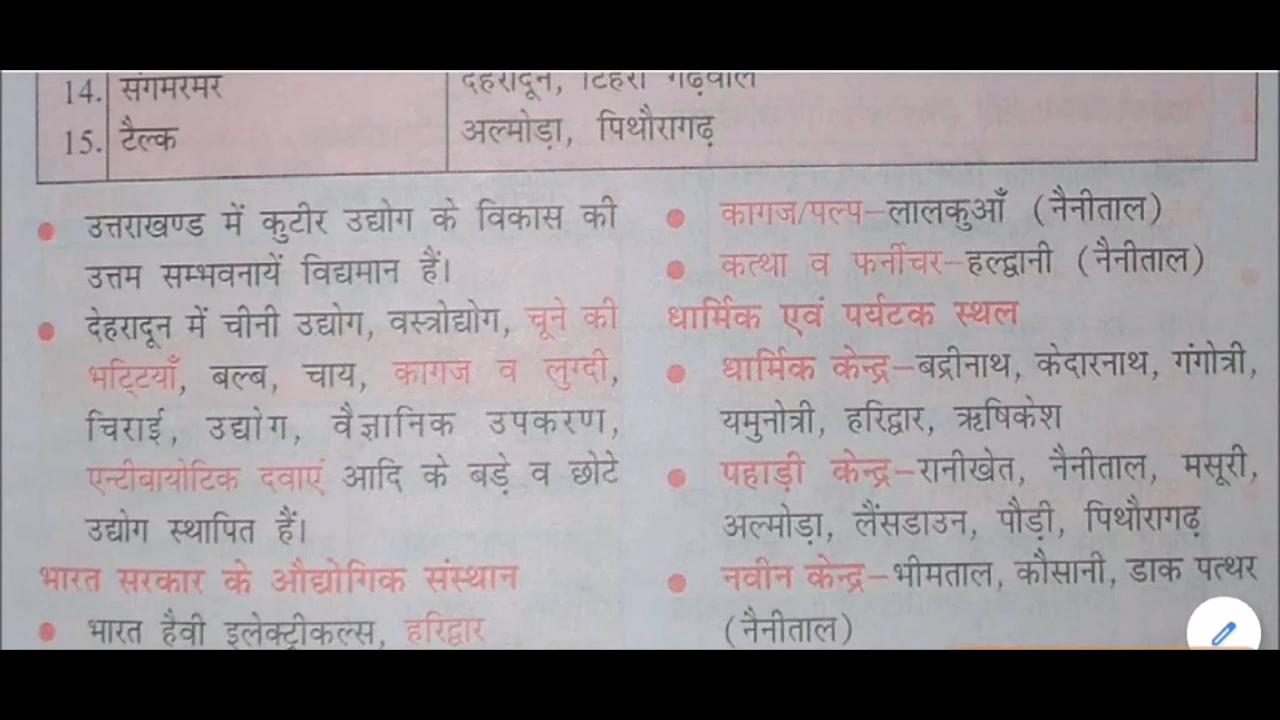 14. संगमरमर देहरादून, टिहरी गढ़वाल
15. टैल्क अल्मोड़ा, पिथौरागढ़
● उत्तराखण्ड में कुटीर उद्योग के विकास की
उत्तम सम्भवनायें विद्यमान हैं।
● देहरादून में चीनी उद्योग, वस्त्रोद्योग, चूने की
भट्टियाँ, बल्ब, चाय, कागज व लुग्दी,
चिराई, उद्योग, वैज्ञानिक उपकरण,
एन्टीबायोटिक दवाएं आदि के बड़े व छोटे
उद्योग स्थापित हैं।
भारत सरकार के औद्योगिक संस्थान
● भारत हैवी इलेक्ट्रीकल्स, हरिद्वार
● कागज/पल्प–लालकुआँ (नैनीताल)
● कत्था व फर्नीचर–हल्द्वानी (नैनीताल)
धार्मिक एवं पर्यटक स्थल
● धार्मिक केन्द्र–बद्रीनाथ, केदारनाथ, गंगोत्री,
यमुनोत्री, हरिद्वार, ऋषिकेश
● पहाड़ी केन्द्र–रानीखेत, नैनीताल, मसूरी,
अल्मोड़ा, लैंसडाउन, पौड़ी, पिथौरागढ़
● नवीन केन्द्र–भीमताल, कौसानी, डाक पत्थर
(नैनीताल)